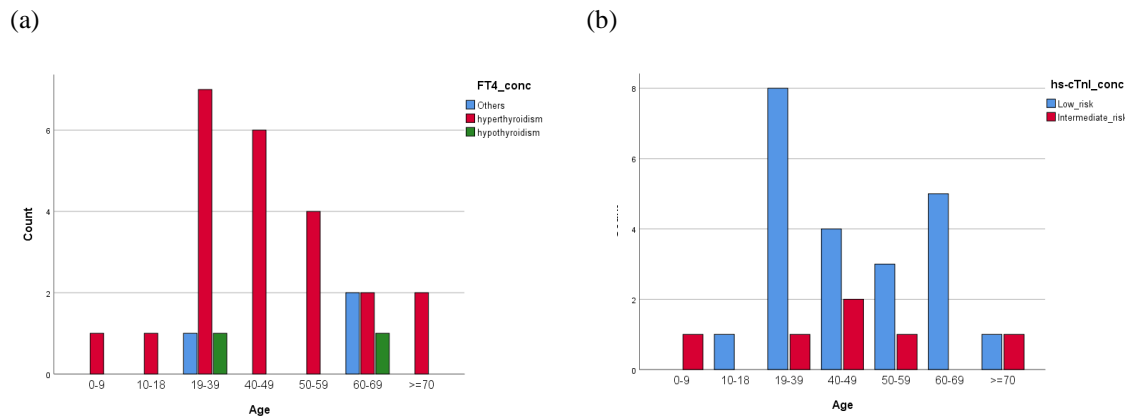 (a)
FT4_conc
Others
hyperthyroidism
hypothyroidism
Count
6
4
2
0
0-9
10-18
19-39
40-49
50-59
60-69
>=70
Age
(b)
hs-cTnI_conc
Low_risk
Intermediate_risk
8
6
4
2
0
0-9
10-18
19-39
40-49
50-59
60-69
>=70
Age